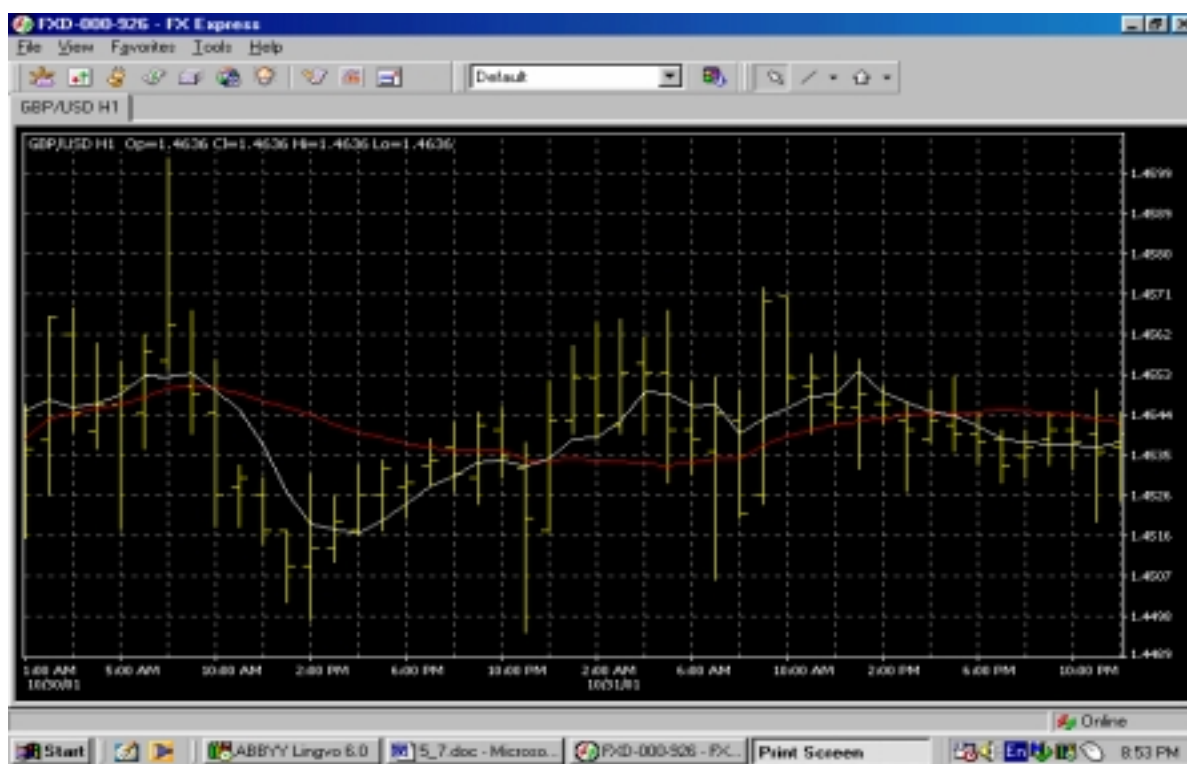 FXD-000-926 - FX Express
File View Favorites Tools Help
Default
GBP/USD H1
GBP/USD H1 Op=1.4636 Cl=1.4636 Hi=1.4636 Lo=1.4636
1.4599
1.4589
1.4580
1.4571
1.4562
1.4553
1.4544
1.4535
1.4526
1.4516
1.4507
1.4498
1.4489
1:00 AM 5:00 AM 10:00 AM 2:00 PM 6:00 PM 10:00 PM 2:00 AM 6:00 AM 10:00 AM 2:00 PM 6:00 PM 10:00 PM
10/30/01 10/31/01
Online
Start ABBYY Lingvo 6.0 5_7.doc - Microso... FXD-000-926 - FX... Print Screen En 8:53 PM